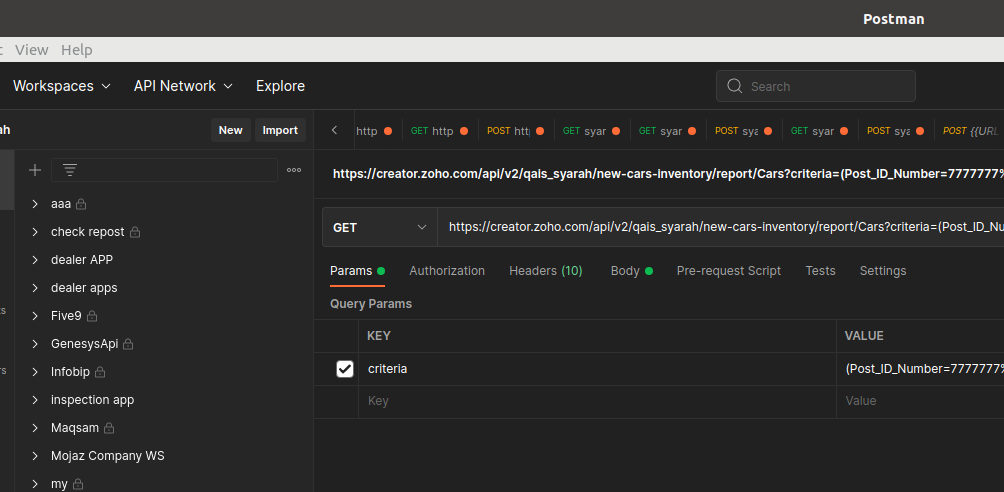 Postman
View Help
Workspaces API Network Explore Search
ah New Import http GET http POST htt GET syar GET syar POST sya GET syar POST sya POST {{URL
https://creator.zoho.com/api/v2/qais_syarah/new-cars-inventory/report/Cars?criteria=(Post_ID_Number=7777777%
GET https://creator.zoho.com/api/v2/qais_syarah/new-cars-inventory/report/Cars?criteria=(Post_ID_Nu
Params Authorization Headers (10) Body Pre-request Script Tests Settings
Query Params
KEY VALUE
criteria (Post_ID_Number=7777777%
Key Value
aaa
check repost
dealer APP
dealer apps
Five9
GenesysApi
Infobip
inspection app
Maqsam
Mojaz Company WS
my